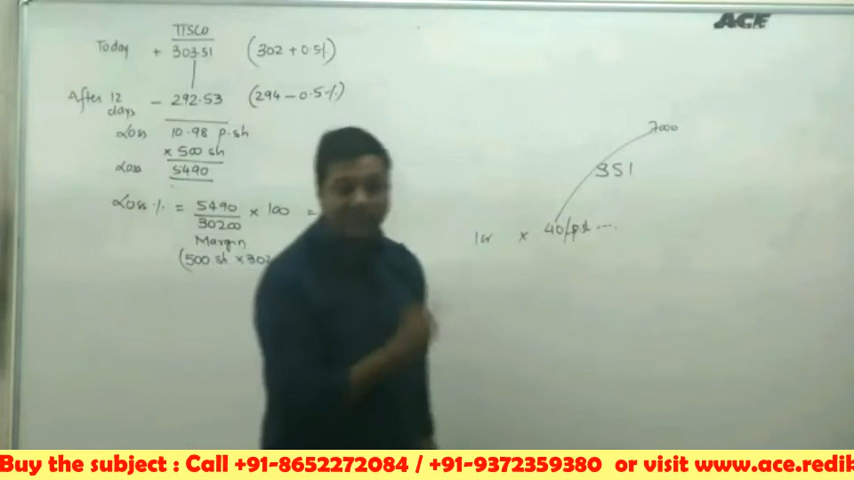 ACE
TISCO
Today + 303.51 (302 + 0.5%)
After 12 days - 292.53 (294 - 0.5%)
Loss 10.98 p.sh
x 500 sh
Loss 5490
Loss % = 5490 x 100 =
30200
Margin
(500 sh x 302
7000
351
x 40/p.sh ...
Buy the subject : Call +91-8652272084 / +91-9372359380 or visit www.ace.redik